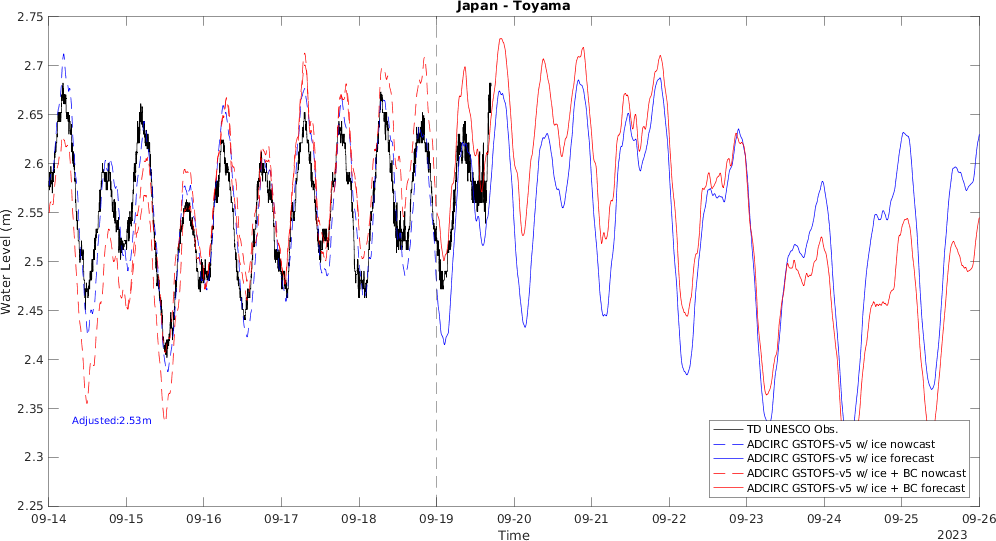 Japan - Toyama
2.75
2.7
2.65
2.6
2.55
2.5
2.45
2.4
2.35
2.3
2.25
Water Level (m)
Adjusted:2.53m
TD UNESCO Obs.
ADCIRC GSTOFS-v5 w/ ice nowcast
ADCIRC GSTOFS-v5 w/ ice forecast
ADCIRC GSTOFS-v5 w/ ice + BC nowcast
ADCIRC GSTOFS-v5 w/ ice + BC forecast
09-14 09-15 09-16 09-17 09-18 09-19 09-20 09-21 09-22 09-23 09-24 09-25 09-26
Time
2023